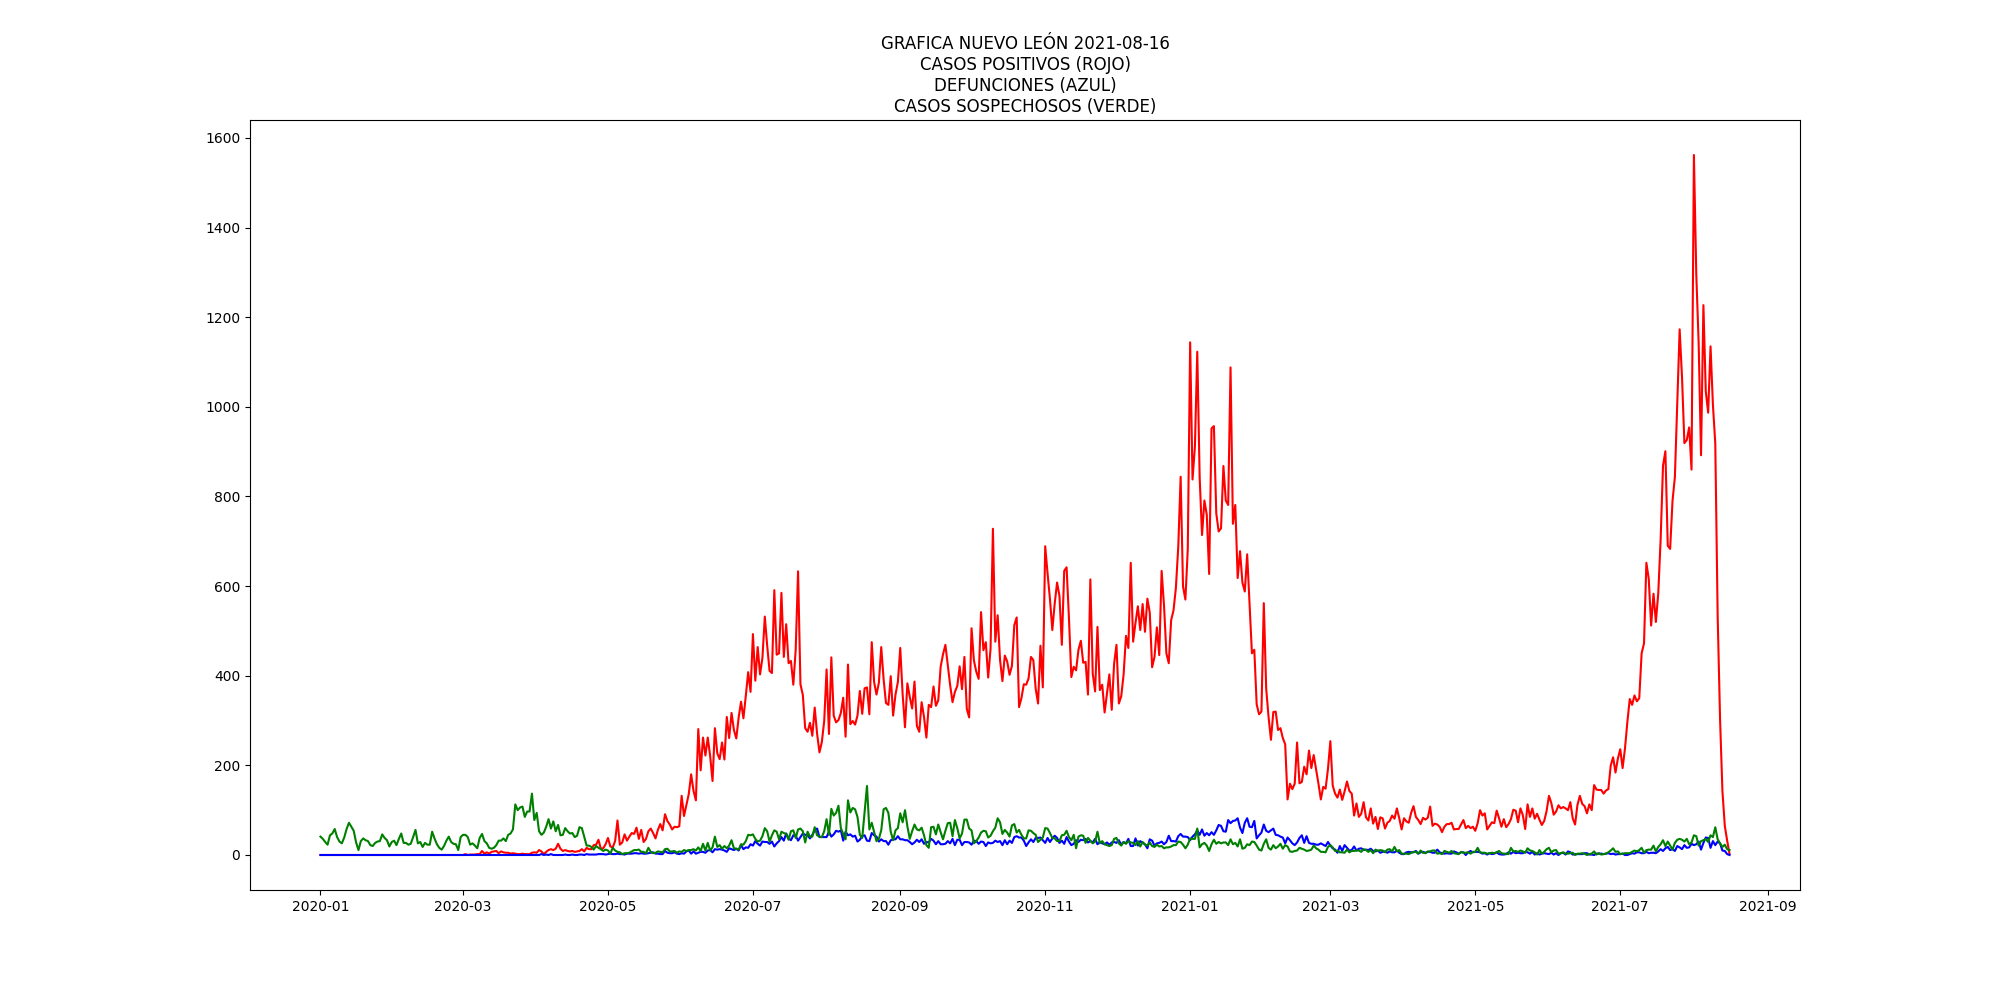 GRAFICA NUEVO LEÓN 2021-08-16
CASOS POSITIVOS (ROJO)
DEFUNCIONES (AZUL)
CASOS SOSPECHOSOS (VERDE)
1600
1400
1200
1000
800
600
400
200
0
2020-01 2020-03 2020-05 2020-07 2020-09 2020-11 2021-01 2021-03 2021-05 2021-07 2021-09